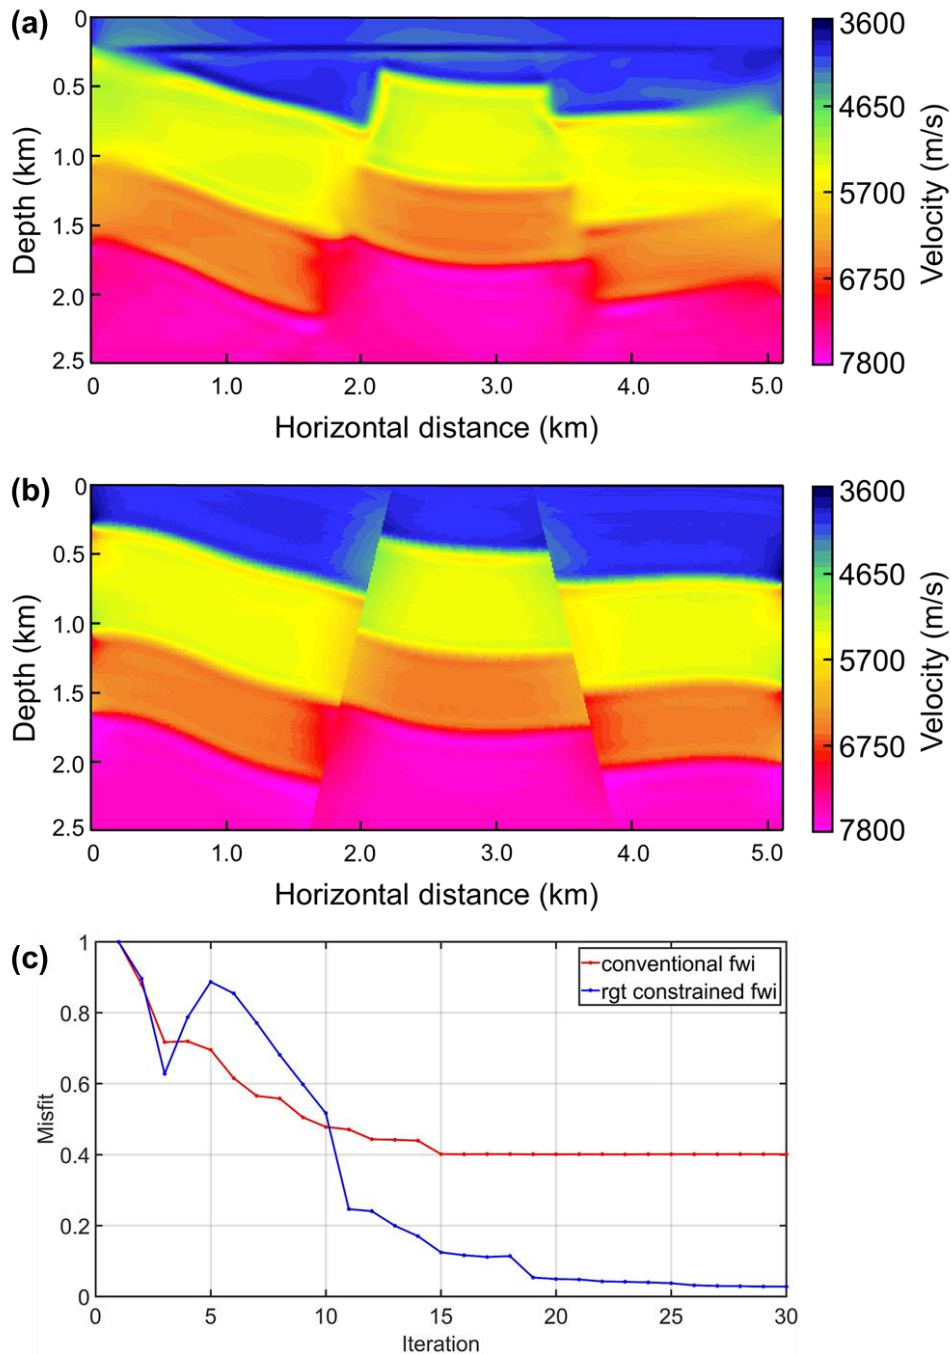 (a)
0
0.5
1.0
1.5
2.0
2.5
Depth (km)
0 1.0 2.0 3.0 4.0 5.0
Horizontal distance (km)
3600
4650
5700
6750
7800
Velocity (m/s)
(b)
0
0.5
1.0
1.5
2.0
2.5
Depth (km)
0 1.0 2.0 3.0 4.0 5.0
Horizontal distance (km)
3600
4650
5700
6750
7800
Velocity (m/s)
(c)
1
0.8
0.6
0.4
0.2
0
Misfit
conventional fwi
rgt constrained fwi
0 5 10 15 20 25 30
Iteration